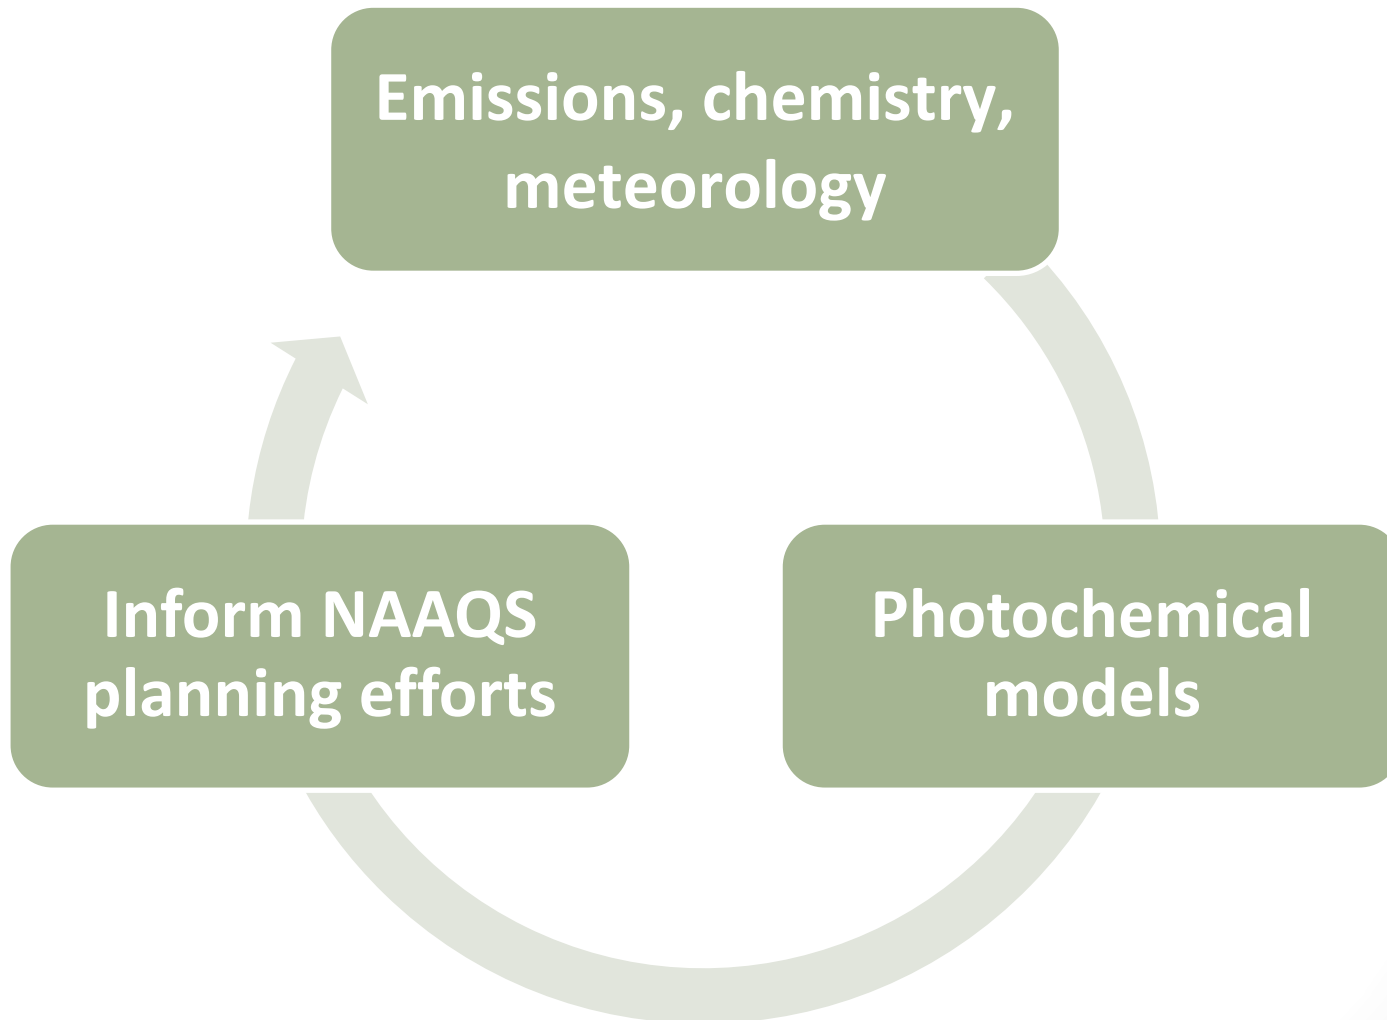 Emissions, chemistry,
meteorology
Inform NAAQS
planning efforts
Photochemical
models